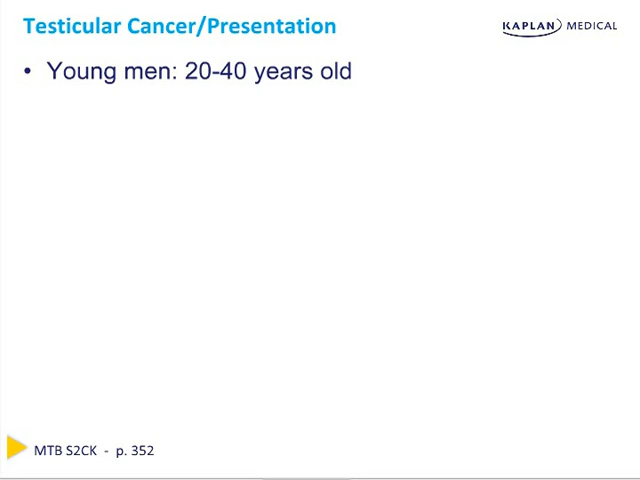 Testicular Cancer/Presentation
KAPLAN MEDICAL
• Young men: 20-40 years old
MTB S2CK - p. 352